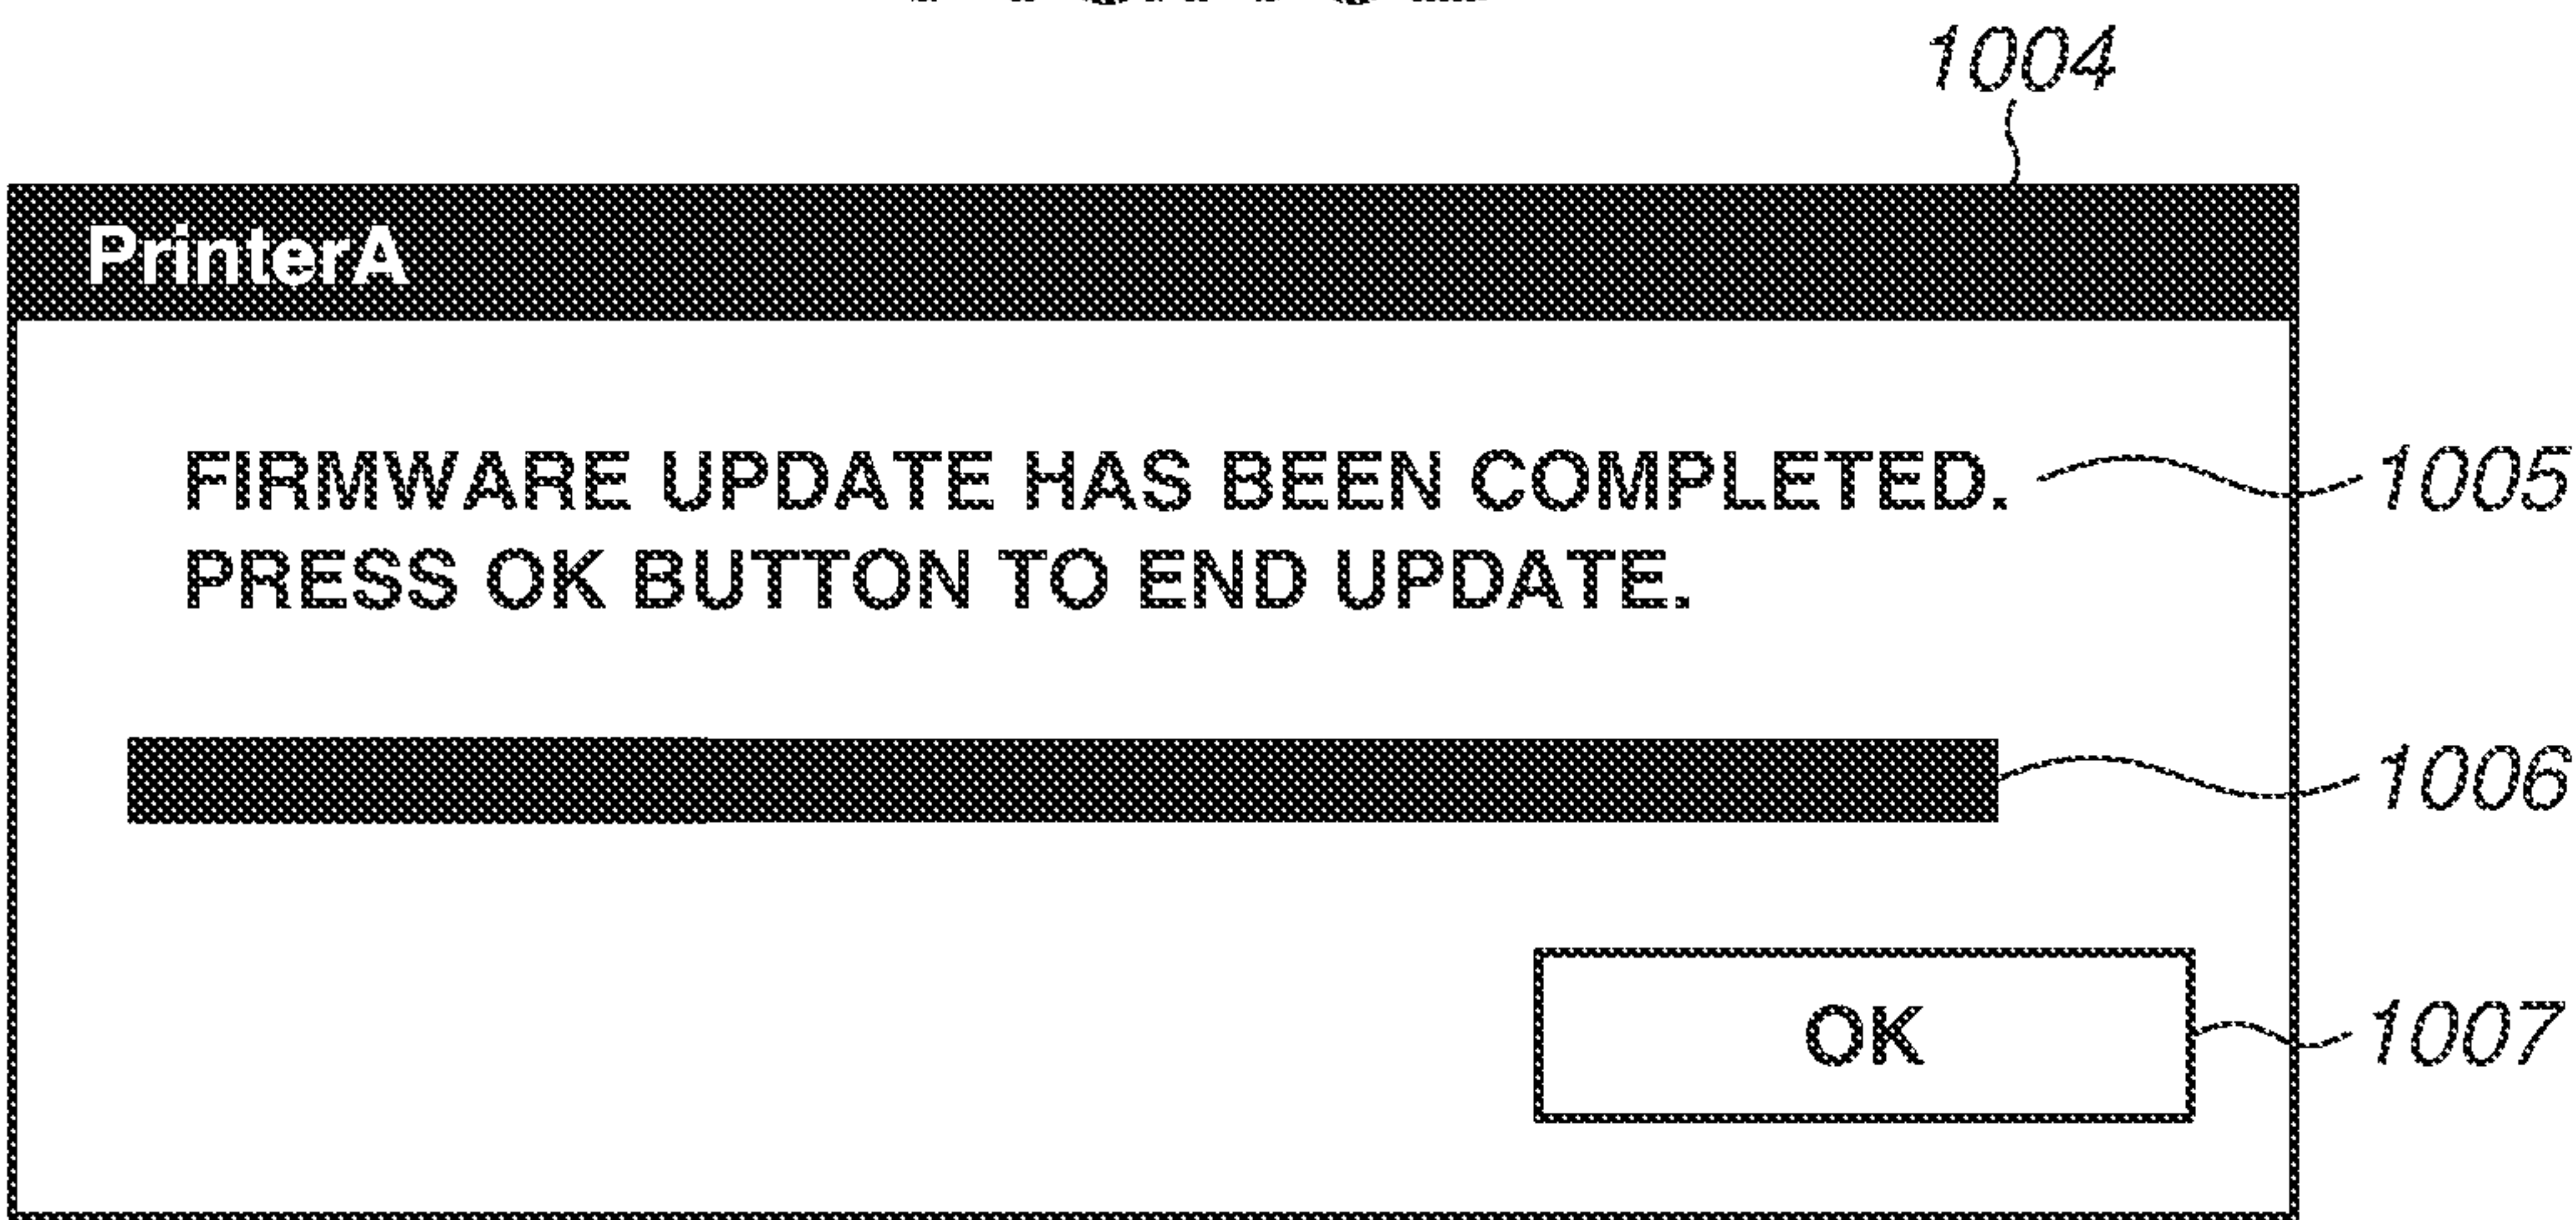 1004
PrinterA
FIRMWARE UPDATE HAS BEEN COMPLETED. 1005
PRESS OK BUTTON TO END UPDATE.
1006
OK 1007